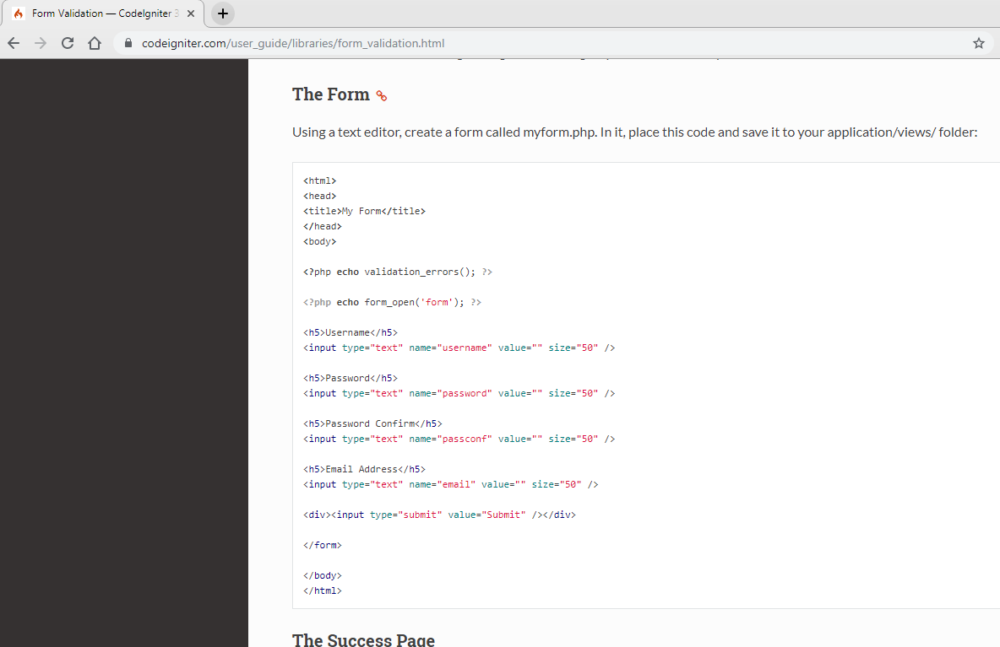 Form Validation — CodeIgniter 3
codeigniter.com/user_guide/libraries/form_validation.html
The Form
Using a text editor, create a form called myform.php. In it, place this code and save it to your application/views/ folder:
<html>
<head>
<title>My Form</title>
</head>
<body>
<?php echo validation_errors(); ?>
<?php echo form_open('form'); ?>
<h5>Username</h5>
<input type="text" name="username" value="" size="50" />
<h5>Password</h5>
<input type="text" name="password" value="" size="50" />
<h5>Password Confirm</h5>
<input type="text" name="passconf" value="" size="50" />
<h5>Email Address</h5>
<input type="text" name="email" value="" size="50" />
<div><input type="submit" value="Submit" /></div>
</form>
</body>
</html>
The Success Page